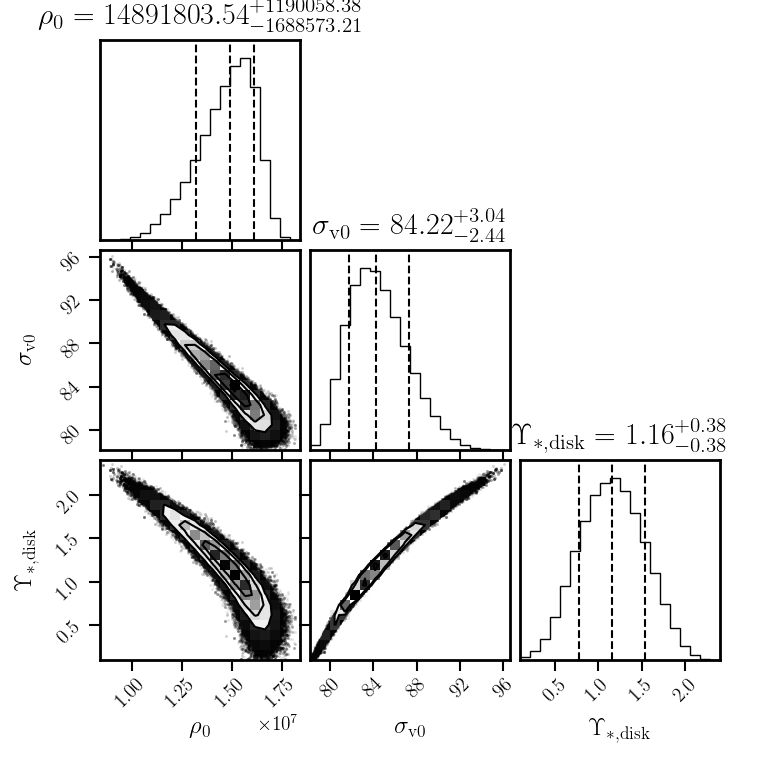 ρ₀ = 14891803.54⁺¹¹⁹⁰⁰⁵⁸·³⁸₋₁₆₈₈₅₇₃.₂₁
σᵥ₀ = 84.22⁺³·⁰⁴₋₂.₄₄
96
92
88
84
80
σᵥ₀
ϒ*,disk = 1.16⁺⁰·³⁸₋₀.₃₈
2.0
1.5
1.0
0.5
ϒ*,disk
1.00 1.25 1.50 1.75
×10⁷
ρ₀
80 84 88 92 96
σᵥ₀
0.5 1.0 1.5 2.0
ϒ*,disk